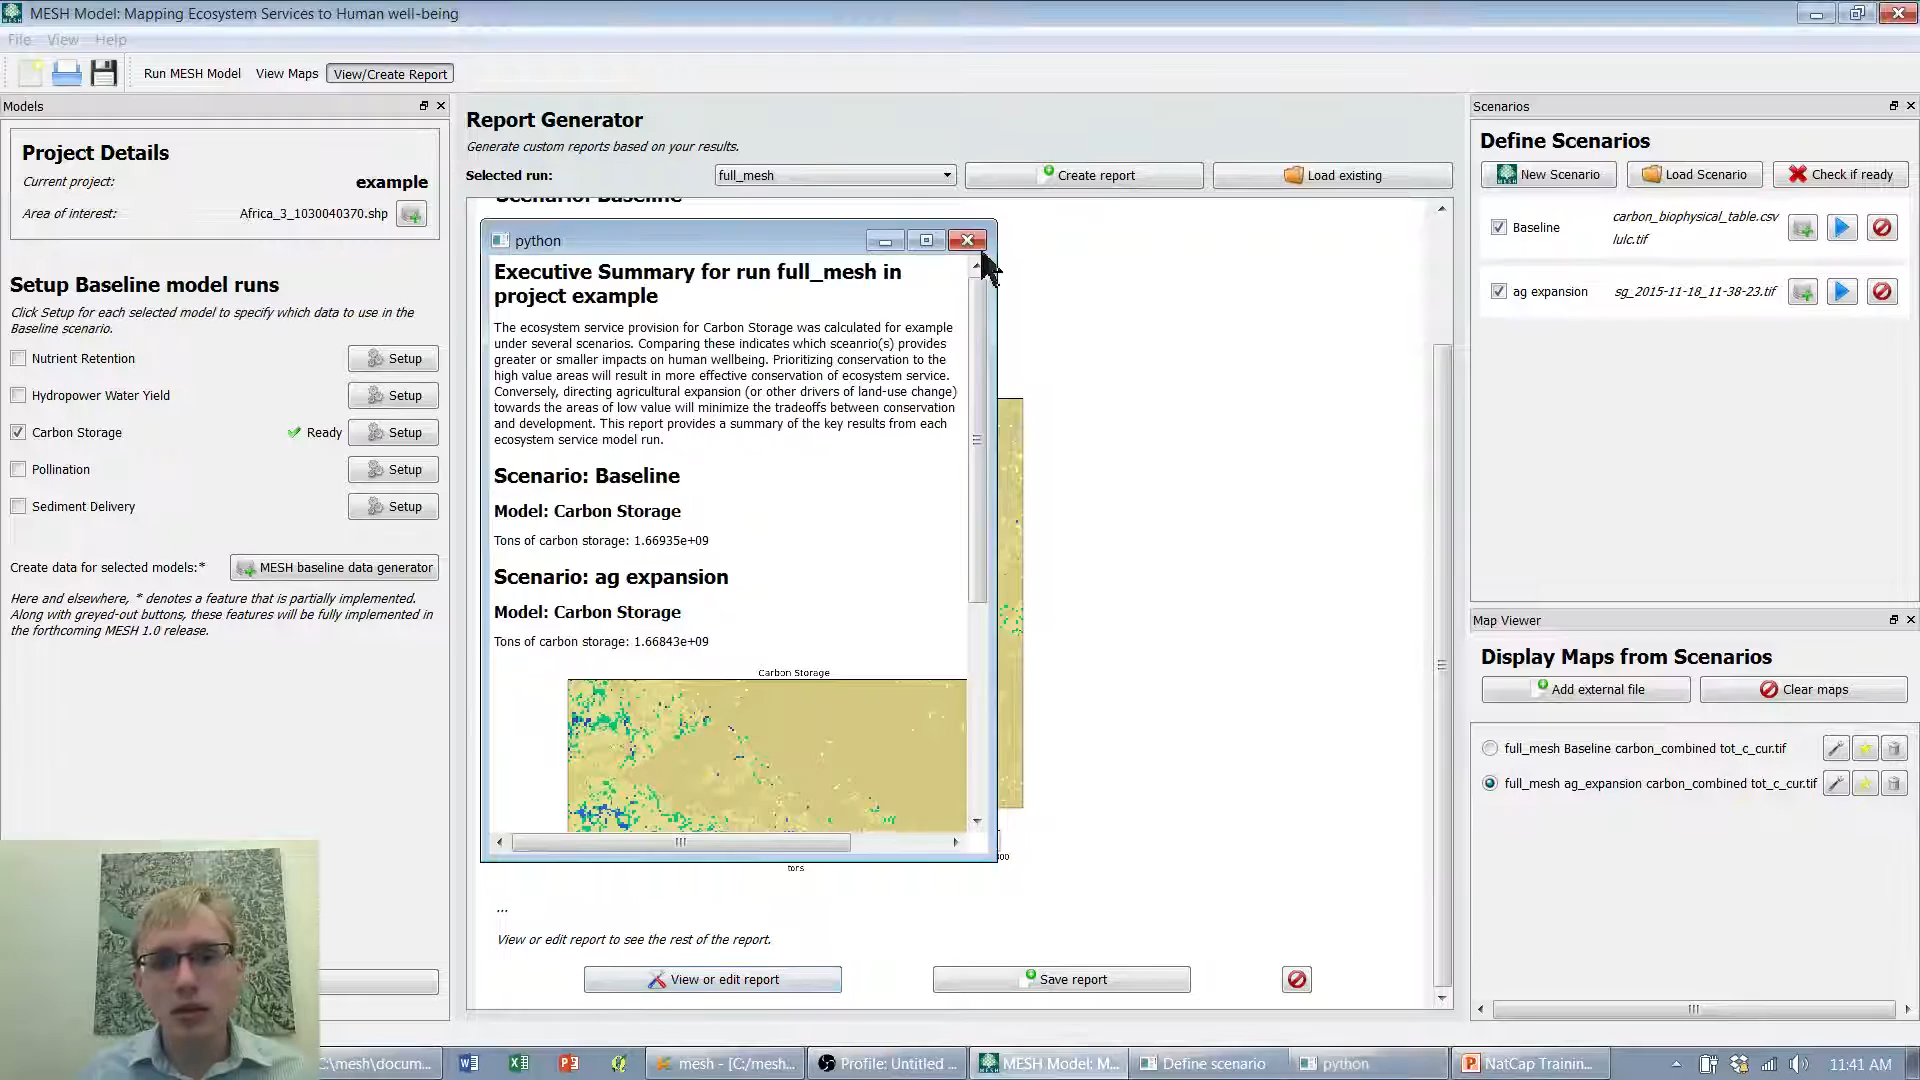 MESH Model: Mapping Ecosystem Services to Human well-being
File View Help
Run MESH Model View Maps View/Create Report
Models
Project Details
Current project: example
Area of interest: Africa_3_1030040370.shp
Setup Baseline model runs
Click Setup for each selected model to specify which data to use in the
Baseline scenario.
Nutrient Retention Setup
Hydropower Water Yield Setup
Carbon Storage Ready Setup
Pollination Setup
Sediment Delivery Setup
Create data for selected models:* MESH baseline data generator
Here and elsewhere, * denotes a feature that is partially implemented.
Along with greyed-out buttons, these features will be fully implemented in
the forthcoming MESH 1.0 release.
Report Generator
Generate custom reports based on your results.
Selected run: full_mesh Create report Load existing
Scenario: Baseline
python
Executive Summary for run full_mesh in
project example
The ecosystem service provision for Carbon Storage was calculated for example
under several scenarios. Comparing these indicates which sceanrio(s) provides
greater or smaller impacts on human wellbeing. Prioritizing conservation to the
high value areas will result in more effective conservation of ecosystem service.
Conversely, directing agricultural expansion (or other drivers of land-use change)
towards the areas of low value will minimize the tradeoffs between conservation
and development. This report provides a summary of the key results from each
ecosystem service model run.
Scenario: Baseline
Model: Carbon Storage
Tons of carbon storage: 1.66935e+09
Scenario: ag expansion
Model: Carbon Storage
Tons of carbon storage: 1.66843e+09
Carbon Storage
tors
...
View or edit report to see the rest of the report.
View or edit report Save report
Scenarios
Define Scenarios
New Scenario Load Scenario Check if ready
Baseline carbon_biophysical_table.csv
lulc.tif
ag expansion sg_2015-11-18_11-38-23.tif
Map Viewer
Display Maps from Scenarios
Add external file Clear maps
full_mesh Baseline carbon_combined tot_c_cur.tif
full_mesh ag_expansion carbon_combined tot_c_cur.tif
C:\mesh\docum... mesh - [C:/mesh... Profile: Untitled ... MESH Model: M... Define scenario python NatCap Trainin... 11:41 AM